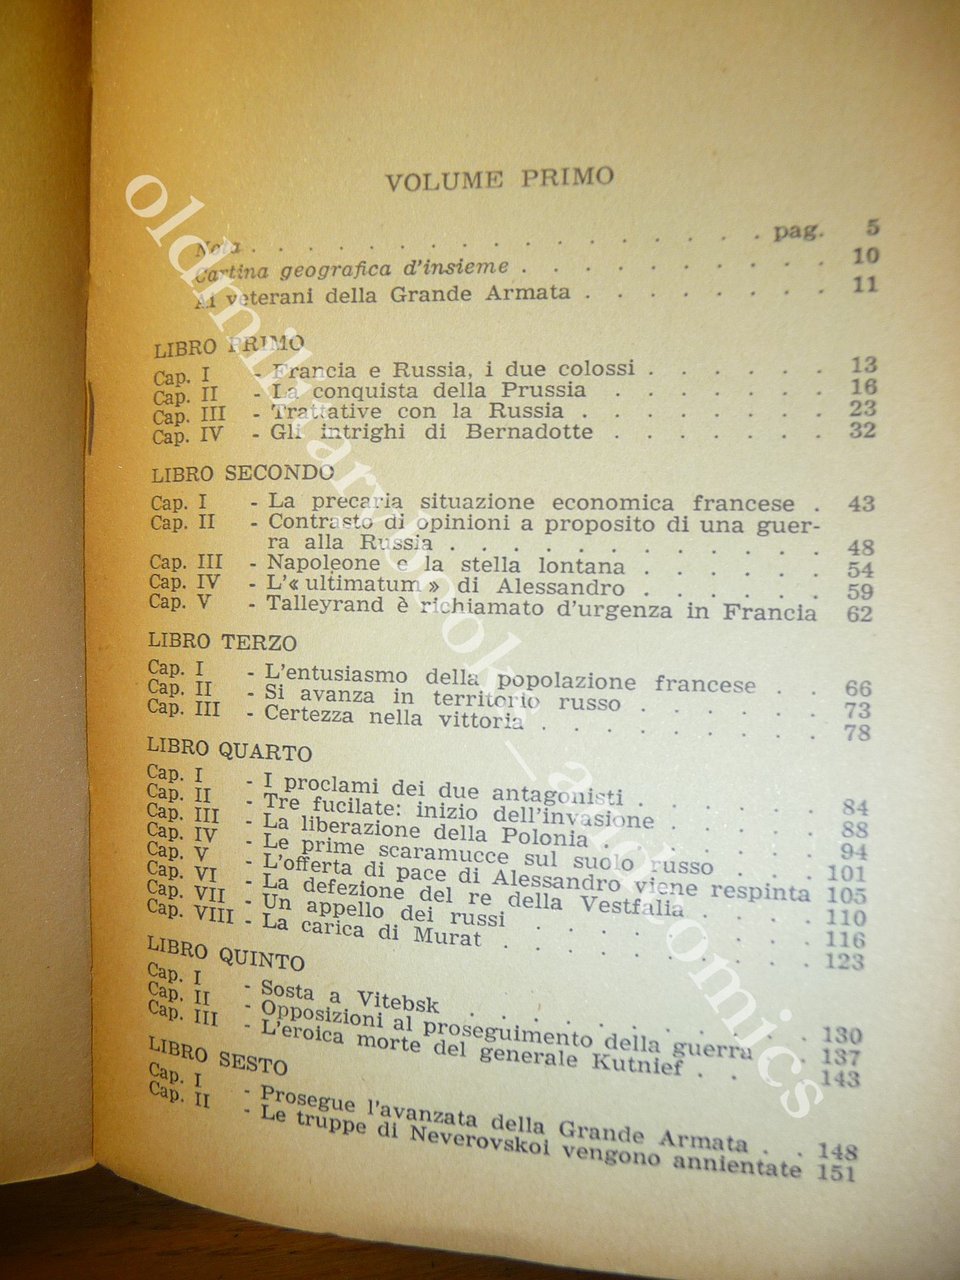 VOLUME PRIMO
Nota . . . . . . . . . . . . . . . . . . pag. 5
Cartina geografica d'insieme . . . . . . . . . . 10
Ai veterani della Grande Armata . . . . . . . . 11
LIBRO PRIMO
Cap. I - Francia e Russia, i due colossi . . . . . . 13
Cap. II - La conquista della Prussia . . . . . . . 16
Cap. III - Trattative con la Russia . . . . . . . . 23
Cap. IV - Gli intrighi di Bernadotte . . . . . . . 32
LIBRO SECONDO
Cap. I - La precaria situazione economica francese . 43
Cap. II - Contrasto di opinioni a proposito di una guer-
ra alla Russia . . . . . . . . . . . . . 48
Cap. III - Napoleone e la stella lontana . . . . . . 54
Cap. IV - L'« ultimatum » di Alessandro . . . . . . 59
Cap. V - Talleyrand è richiamato d'urgenza in Francia 62
LIBRO TERZO
Cap. I - L'entusiasmo della popolazione francese . . 66
Cap. II - Si avanza in territorio russo . . . . . . 73
Cap. III - Certezza nella vittoria . . . . . . . . . 78
LIBRO QUARTO
Cap. I - I proclami dei due antagonisti . . . . . . 84
Cap. II - Tre fucilate: inizio dell'invasione . . . . . 88
Cap. III - La liberazione della Polonia . . . . . . . 94
Cap. IV - Le prime scaramucce sul suolo russo . . . 101
Cap. V - L'offerta di pace di Alessandro viene respinta 105
Cap. VI - La defezione del re della Vestfalia . . . . 110
Cap. VII - Un appello dei russi . . . . . . . . . 116
Cap. VIII - La carica di Murat . . . . . . . . . . 123
LIBRO QUINTO
Cap. I - Sosta a Vitebsk . . . . . . . . . . . 130
Cap. II - Opposizioni al proseguimento della guerra . . 137
Cap. III - L'eroica morte del generale Kutnief . . . 143
LIBRO SESTO
Cap. I - Prosegue l'avanzata della Grande Armata . . 148
Cap. II - Le truppe di Neverovskoi vengono annientate 151
oldmilitarybooks_andcomics